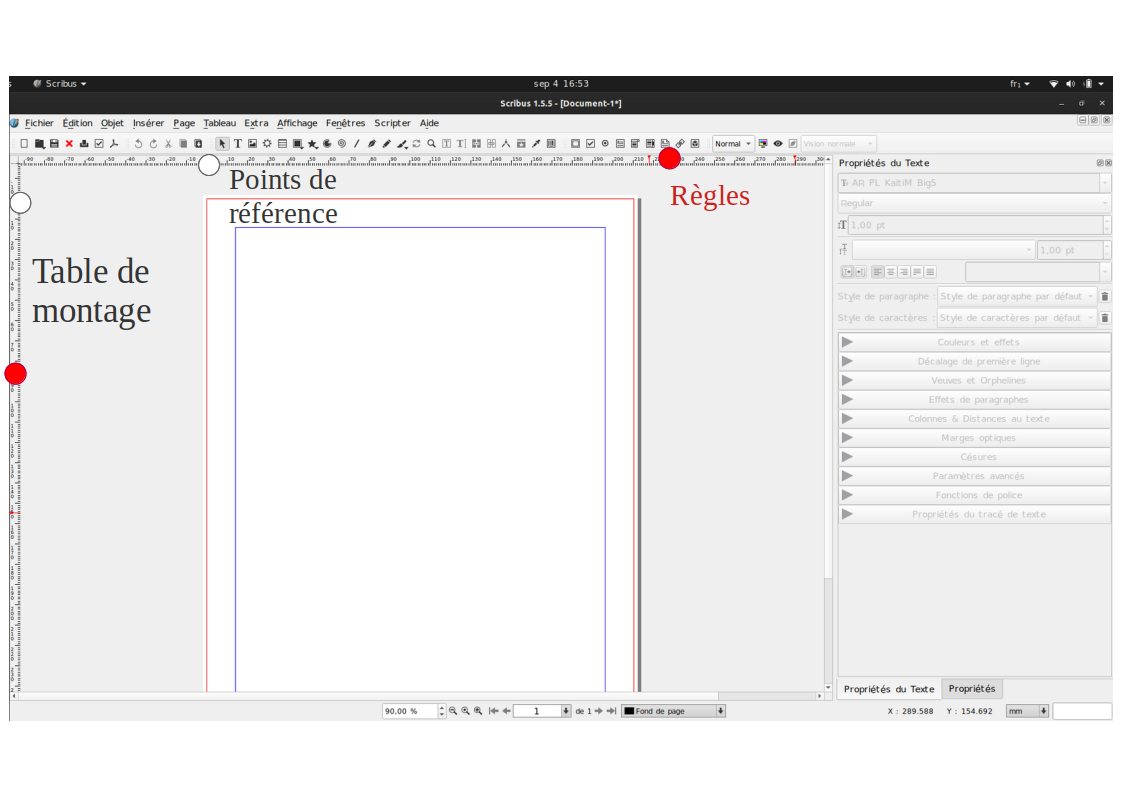 Scribus
sep 4 16:53
fr₁
Scribus 1.5.5 - [Document-1*]
Fichier Édition Objet Insérer Page Tableau Extra Affichage Fenêtres Scripter Aide
Normal
Vision normale
Points de
référence
Règles
Table de
montage
Propriétés du Texte
AR PL KaitiM Big5
Regular
1,00 pt
1,00 pt
Style de paragraphe : Style de paragraphe par défaut
Style de caractères : Style de caractères par défaut
Couleurs et effets
Décalage de première ligne
Veuves et Orphelines
Effets de paragraphes
Colonnes & Distances au texte
Marges optiques
Césures
Paramètres avancés
Fonctions de police
Propriétés du tracé de texte
Propriétés du Texte Propriétés
90,00 % 1 de 1 Fond de page X : 289.588 Y : 154.692 mm